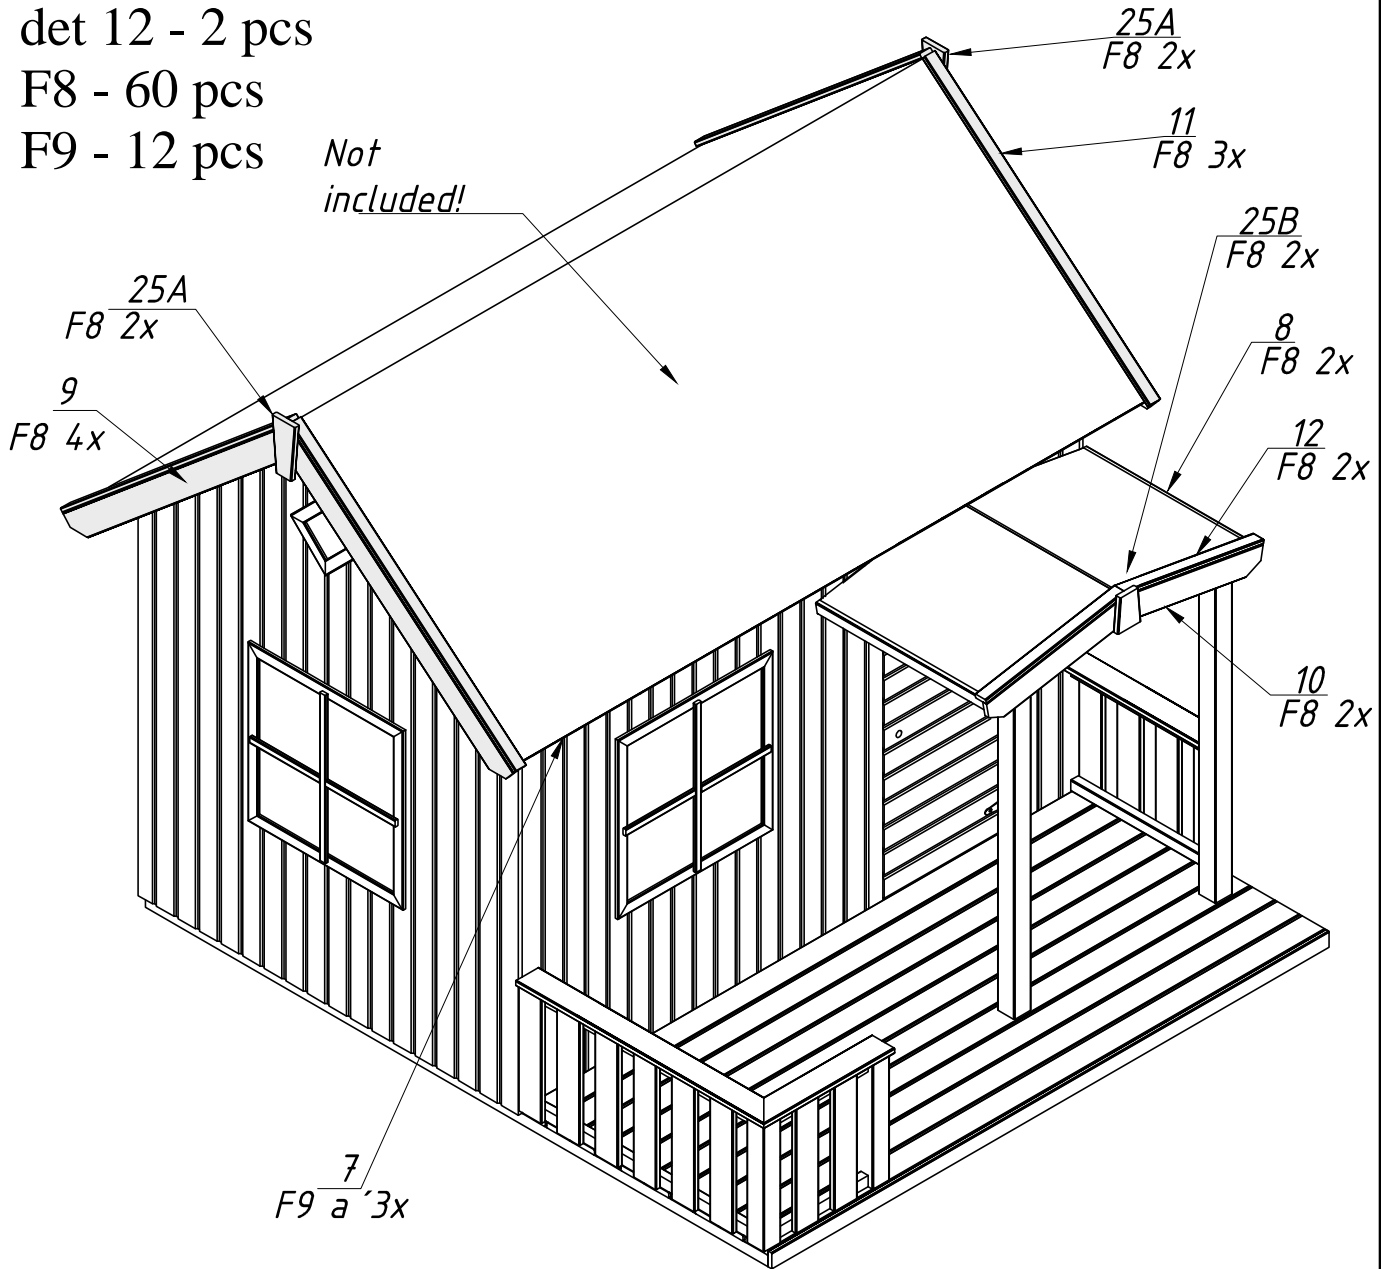 det 12 - 2 pcs
F8 - 60 pcs
F9 - 12 pcs
Not
included!
25A
F8 2x
11
F8 3x
25B
F8 2x
25A
F8 2x
8
F8 2x
9
F8 4x
12
F8 2x
10
F8 2x
7
F9 a ´3x